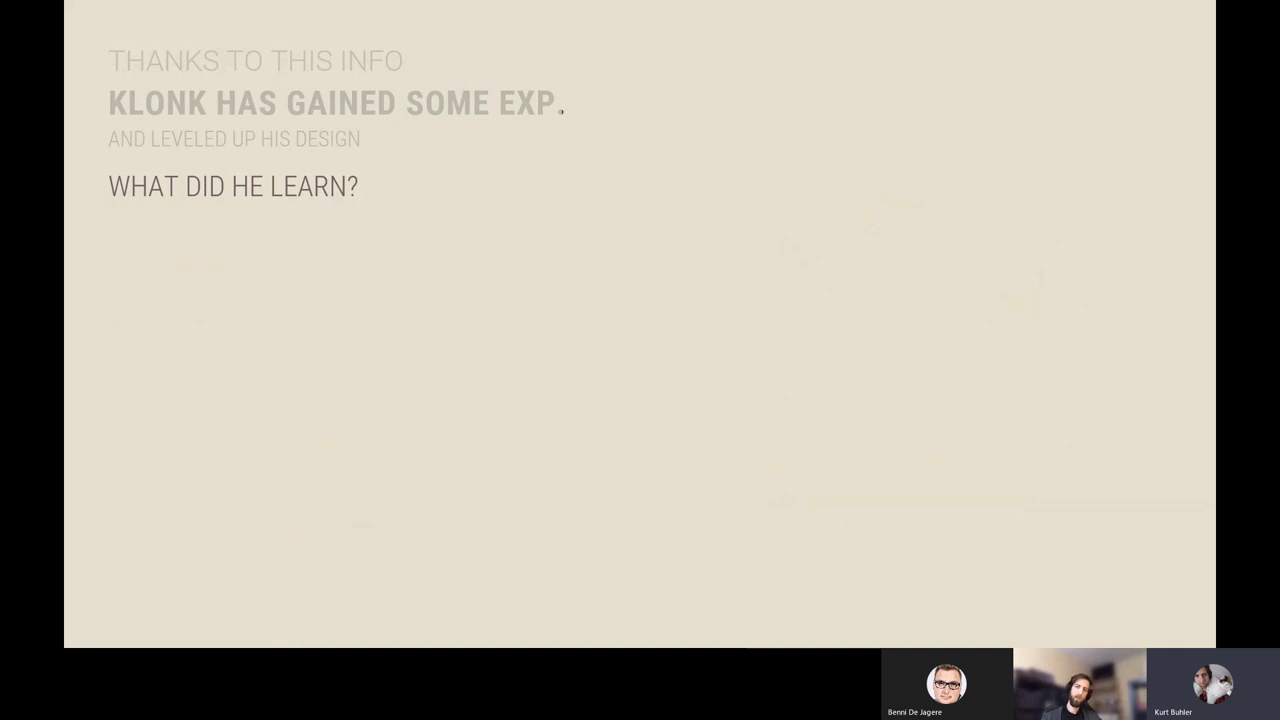 THANKS TO THIS INFO
KLONK HAS GAINED SOME EXP.
AND LEVELED UP HIS DESIGN
WHAT DID HE LEARN?
Benni De Jagere
Kurt Buhler